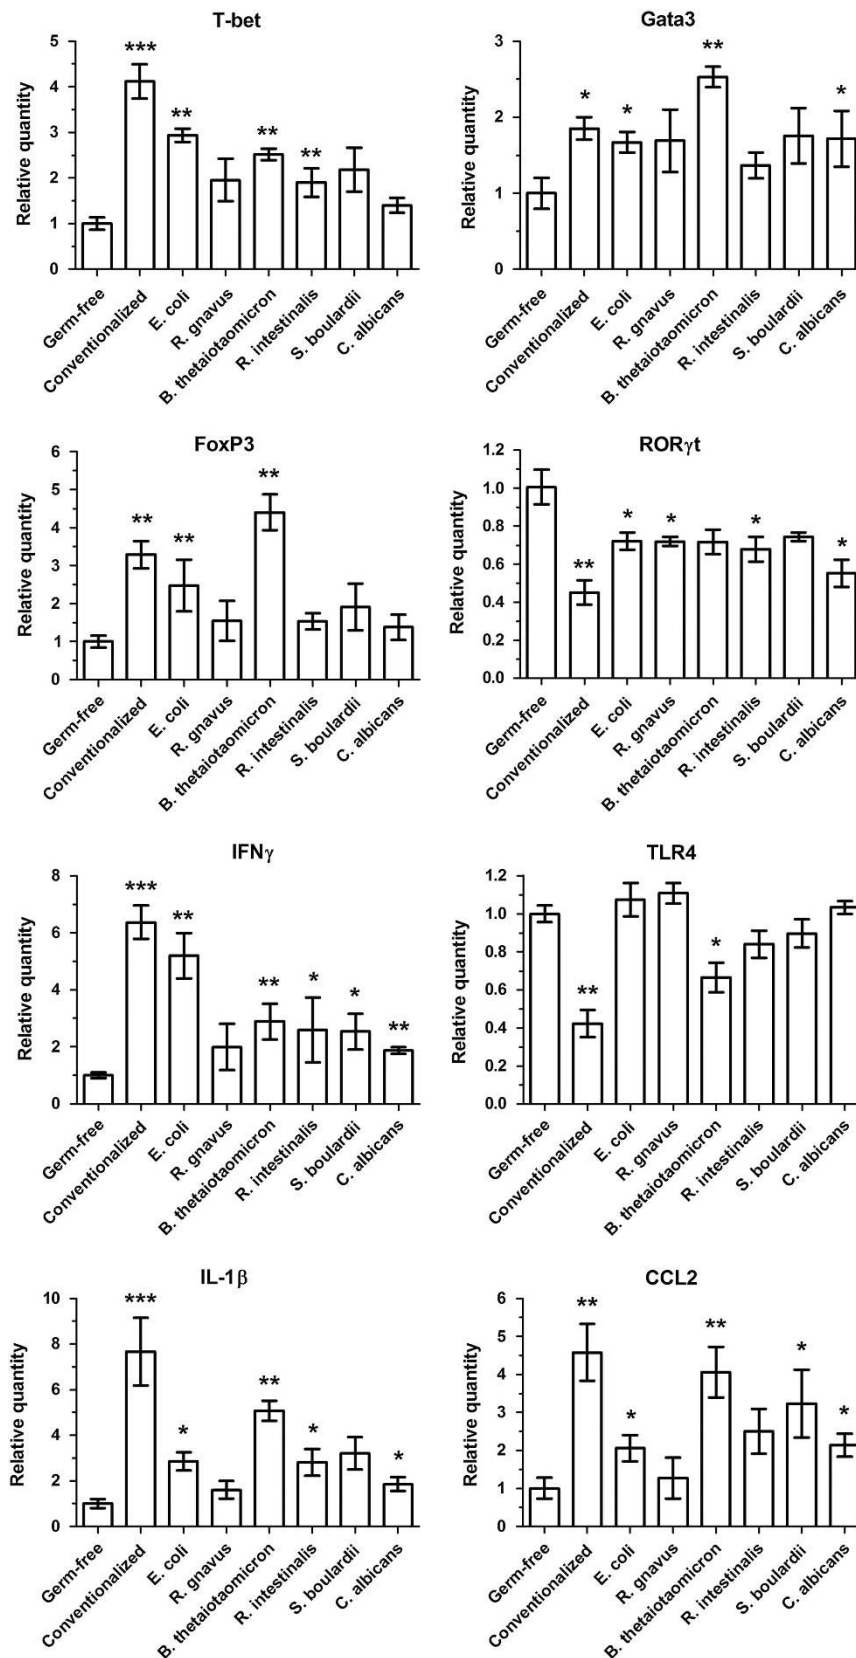 T-bet
Relative quantity
5
4
3
2
1
0
***
**
**
**
Germ-free
Conventionalized
E. coli
R. gnavus
B. thetaiotaomicron
R. intestinalis
S. boulardii
C. albicans
Gata3
Relative quantity
3
2
1
0
*
*
**
*
Germ-free
Conventionalized
E. coli
R. gnavus
B. thetaiotaomicron
R. intestinalis
S. boulardii
C. albicans
FoxP3
Relative quantity
6
5
4
3
2
1
0
**
**
**
Germ-free
Conventionalized
E. coli
R. gnavus
B. thetaiotaomicron
R. intestinalis
S. boulardii
C. albicans
RORγt
Relative quantity
1.2
1.0
0.8
0.6
0.4
0.2
0.0
**
*
*
*
*
Germ-free
Conventionalized
E. coli
R. gnavus
B. thetaiotaomicron
R. intestinalis
S. boulardii
C. albicans
IFNγ
Relative quantity
8
6
4
2
0
***
**
**
*
*
**
Germ-free
Conventionalized
E. coli
R. gnavus
B. thetaiotaomicron
R. intestinalis
S. boulardii
C. albicans
TLR4
Relative quantity
1.2
1.0
0.8
0.6
0.4
0.2
0.0
**
*
Germ-free
Conventionalized
E. coli
R. gnavus
B. thetaiotaomicron
R. intestinalis
S. boulardii
C. albicans
IL-1β
Relative quantity
10
8
6
4
2
0
***
*
**
*
*
Germ-free
Conventionalized
E. coli
R. gnavus
B. thetaiotaomicron
R. intestinalis
S. boulardii
C. albicans
CCL2
Relative quantity
6
5
4
3
2
1
0
**
*
**
*
*
Germ-free
Conventionalized
E. coli
R. gnavus
B. thetaiotaomicron
R. intestinalis
S. boulardii
C. albicans